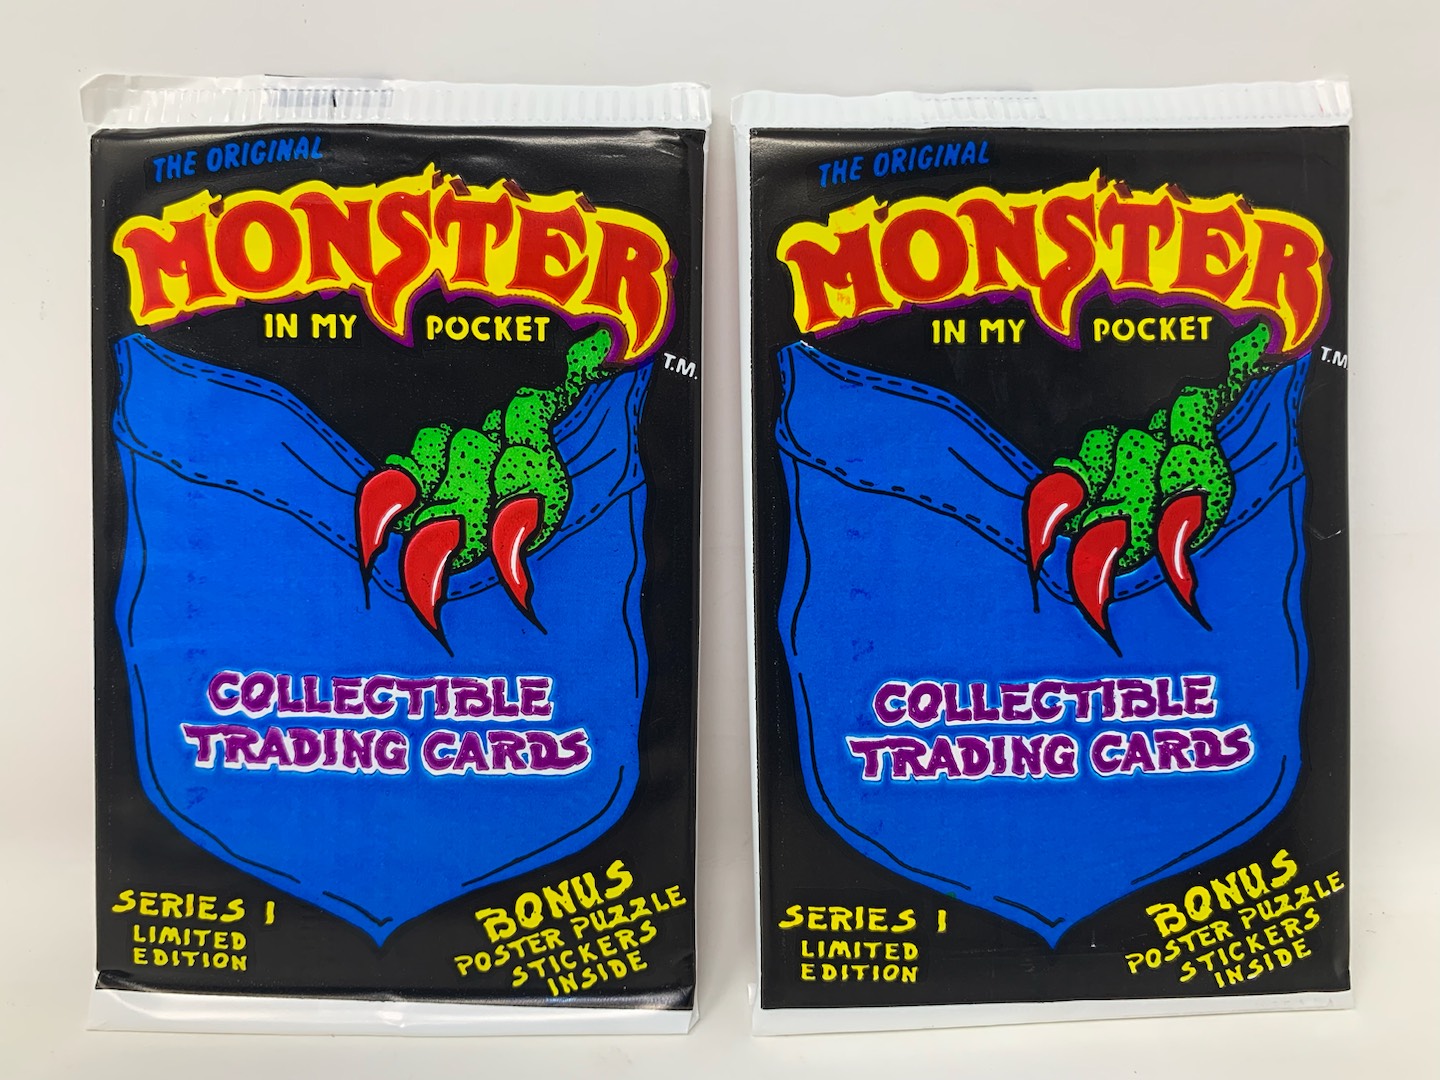 THE ORIGINAL
MONSTER
IN MY POCKET
T.M.
COLLECTIBLE
TRADING CARDS
SERIES 1
LIMITED
EDITION
BONUS
POSTER PUZZLE
STICKERS
INSIDE
THE ORIGINAL
MONSTER
IN MY POCKET
T.M
COLLECTIBLE
TRADING CARDS
SERIES 1
LIMITED
EDITION
BONUS
POSTER PUZZLE
STICKERS
INSIDE